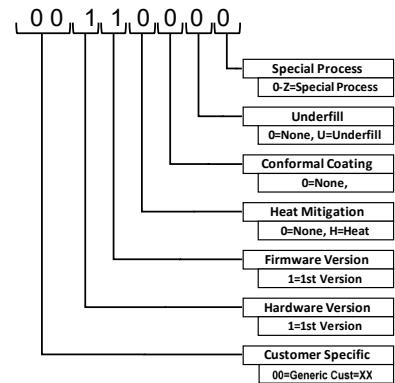 0 0 1 1 0 0 0 0
Special Process
0-Z=Special Process
Underfill
0=None, U=Underfill
Conformal Coating
0=None,
Heat Mitigation
0=None, H=Heat
Firmware Version
1=1st Version
Hardware Version
1=1st Version
Customer Specific
00=Generic Cust=XX